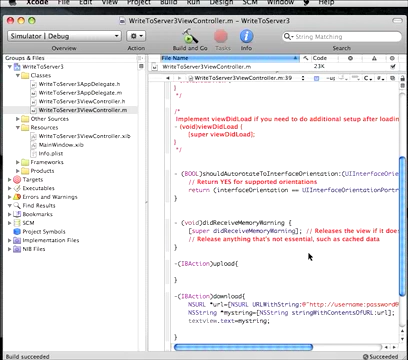 Xcode File Edit View Project Build Run Design SCM Window Help
WriteToServer3ViewController.m - WriteToServer3
Simulator | Debug
String Matching
Overview
Build and Go
Tasks
Info
Search
Groups & Files
WriteToServer3
Classes
WriteToServer3AppDelegate.h
WriteToServer3AppDelegate.m
WriteToServer3ViewController.h
WriteToServer3ViewController.m
Other Sources
Resources
WriteToServer3ViewController.xib
MainWindow.xib
Info.plist
Frameworks
Products
Targets
Executables
Errors and Warnings
Find Results
Bookmarks
SCM
Project Symbols
Implementation Files
NIB Files
File Name
Code
WriteToServer3ViewController.m
23K
WriteToServer3ViewController.m:39
}
*/
/*
Implement viewDidLoad if you need to do additional setup after loadin
- (void)viewDidLoad {
[super viewDidLoad];
}
*/
- (BOOL)shouldAutorotateToInterfaceOrientation:(UIInterfaceOrien
// Return YES for supported orientations
return (interfaceOrientation == UIInterfaceOrientationPortr
}
- (void)didReceiveMemoryWarning {
[super didReceiveMemoryWarning]; // Releases the view if it doe
// Release anything that's not essential, such as cached data
}
-(IBAction)upload{
}
-(IBAction)download{
NSURL *url=[NSURL URLWithString:@"http://username:password@
NSString *mystring=[NSString stringWithContentsOfURL:url];
textview.text=mystring;
}
Build succeeded
Succeeded